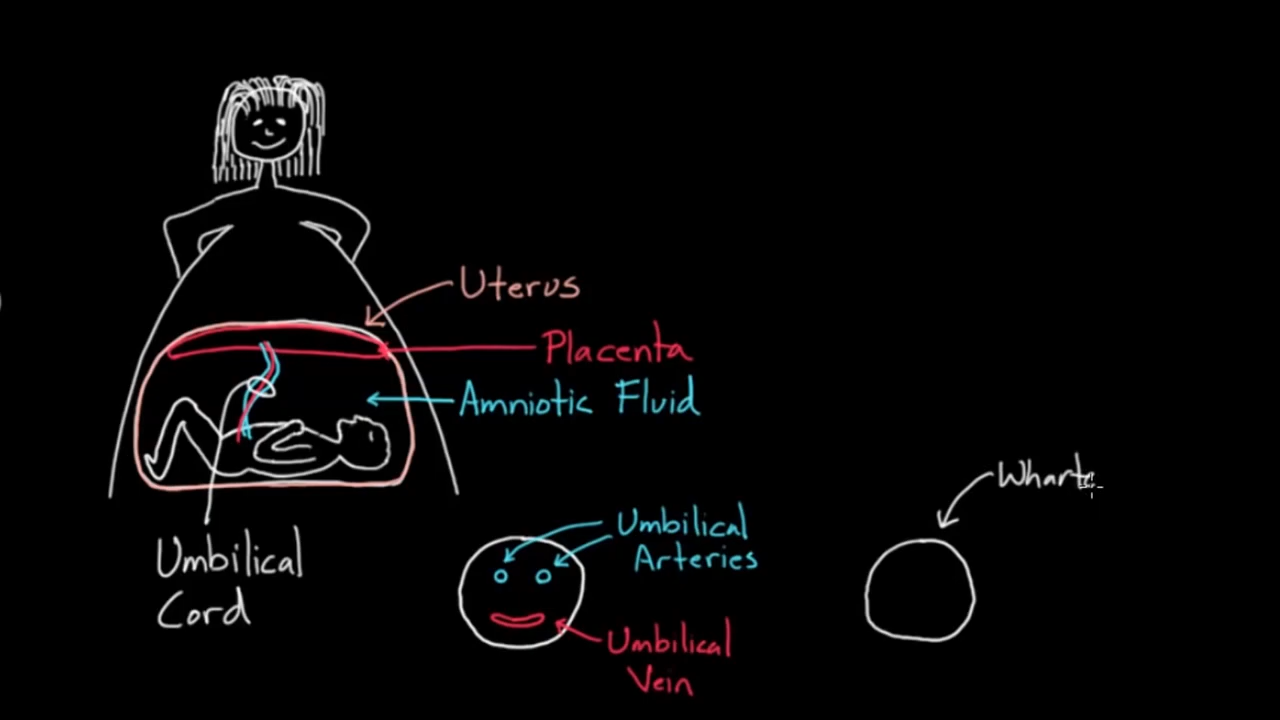 Uterus
Placenta
Amniotic Fluid
Umbilical
Cord
Umbilical
Arteries
Umbilical
Vein